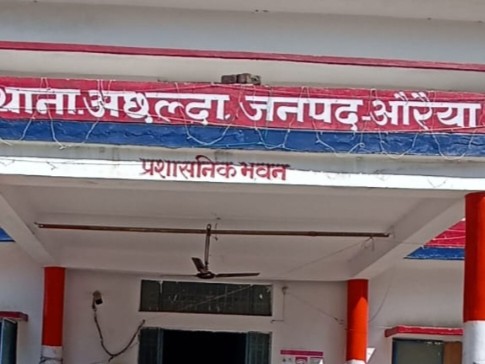 थाना.अछल्दा, जनपद-औरैया
प्रशासनिक भवन